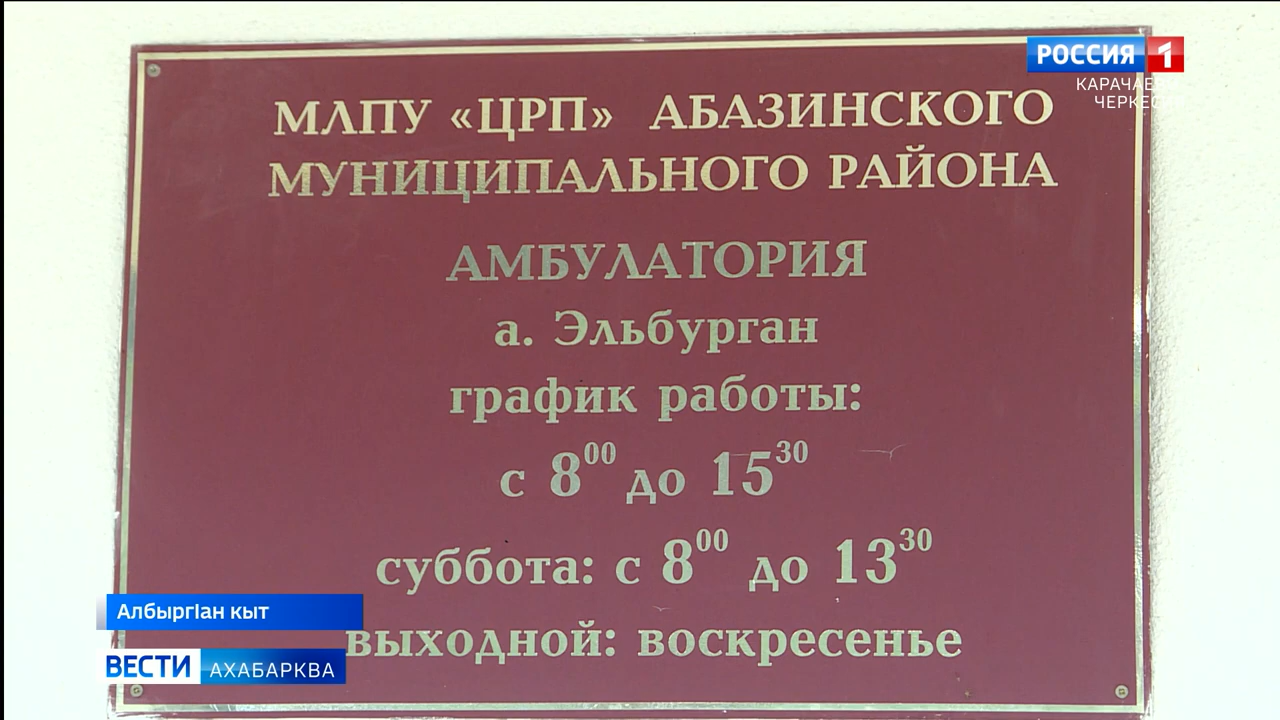 РОССИЯ 1
МЛПУ «ЦРП» АБАЗИНСКОГО
МУНИЦИПАЛЬНОГО РАЙОНА
АМБУЛАТОРИЯ
а. Эльбурган
график работы:
с 8⁰⁰ до 15³⁰
суббота: с 8⁰⁰ до 13³⁰
выходной: воскресенье
АлбыргӀан кыт
ВЕСТИ АХАБАРКВА